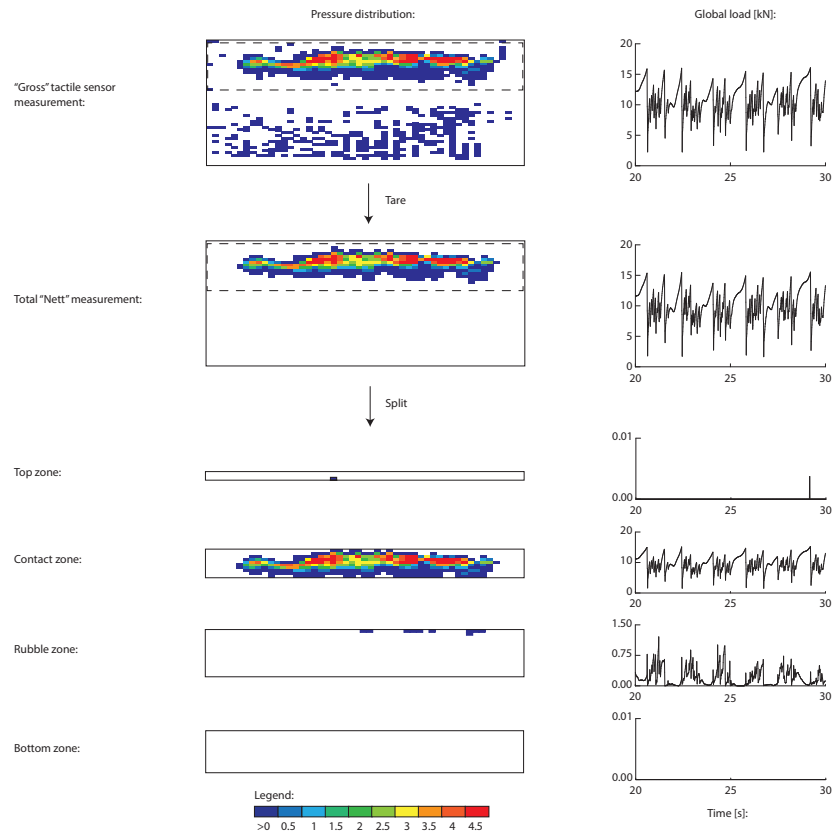 Pressure distribution:
Global load [kN]:
“Gross” tactile sensor
measurement:
20
15
10
5
0
20
25
30
Tare
Total “Nett” measurement:
20
15
10
5
0
20
25
30
Split
Top zone:
0.01
0.00
20
25
30
Contact zone:
20
10
0
20
25
30
Rubble zone:
1.50
0.75
0.00
20
25
30
Bottom zone:
0.01
0.00
20
25
30
Time [s]:
Legend:
>0 0.5 1 1.5 2 2.5 3 3.5 4 4.5